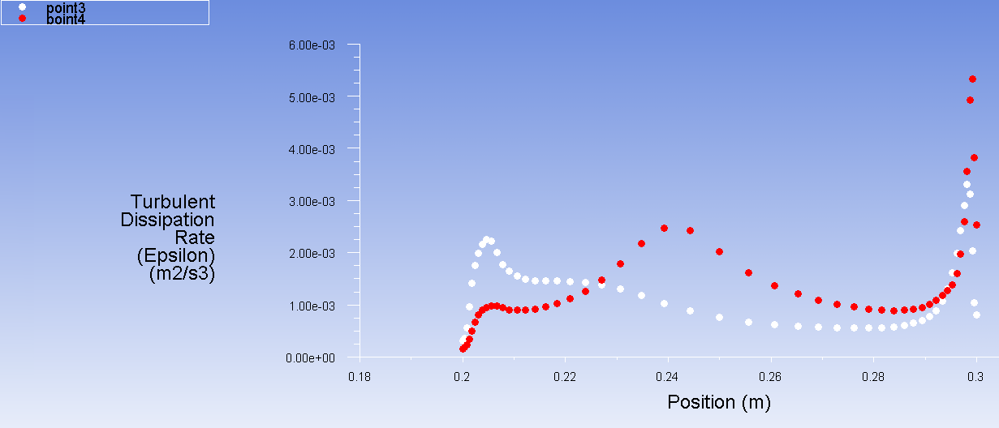 point3
point4
6.00e-03
5.00e-03
4.00e-03
3.00e-03
2.00e-03
1.00e-03
0.00e+00
Turbulent
Dissipation
Rate
(Epsilon)
(m2/s3)
0.18
0.2
0.22
0.24
0.26
0.28
0.3
Position (m)